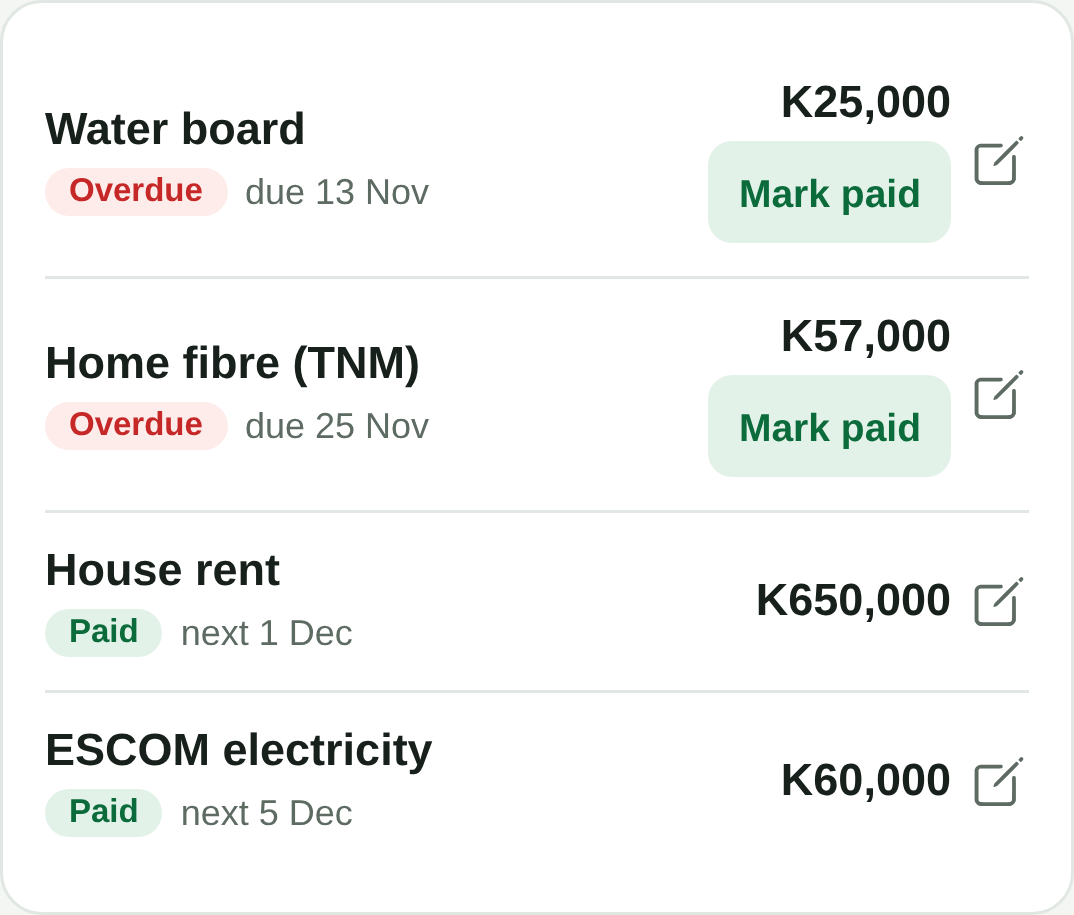 Water board
K25,000
Overdue due 13 Nov
Mark paid
Home fibre (TNM)
K57,000
Overdue due 25 Nov
Mark paid
House rent
K650,000
Paid next 1 Dec
ESCOM electricity
K60,000
Paid next 5 Dec